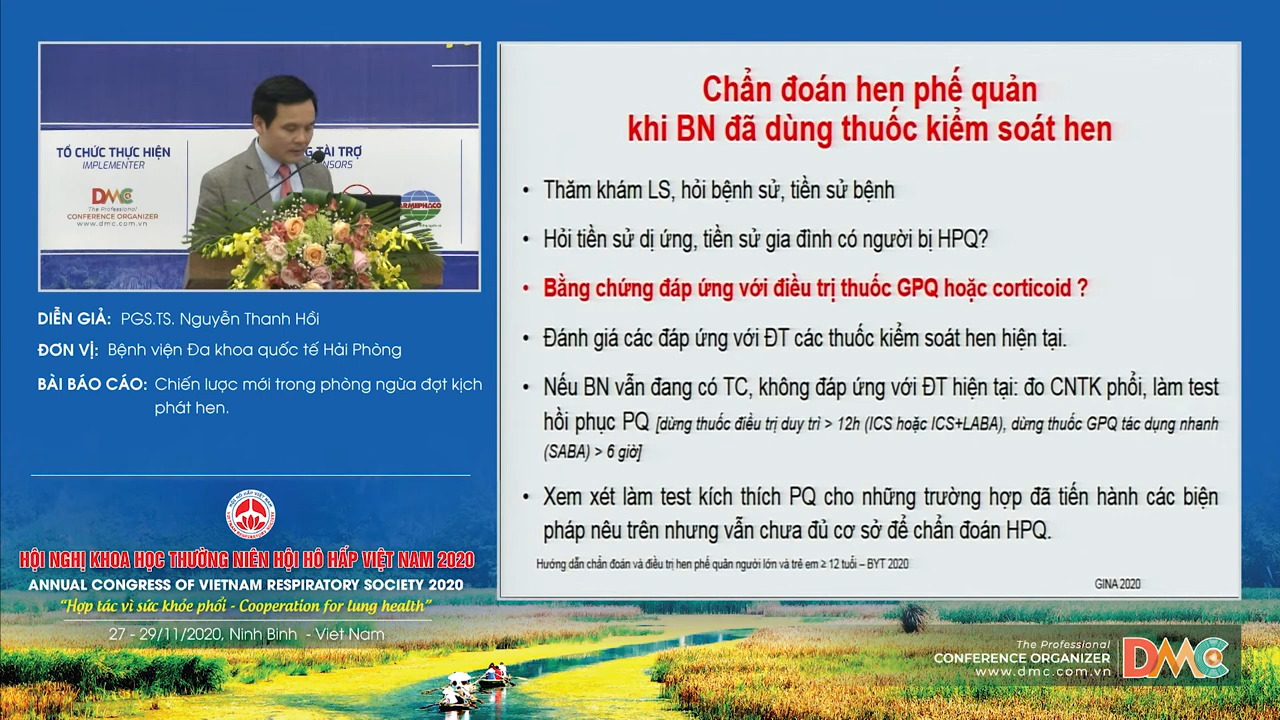 TỔ CHỨC THỰC HIỆN
IMPLEMENTER
DMC
The Professional
CONFERENCE ORGANIZER
www.dmc.com.vn
TÀI TRỢ
DIỄN GIẢ: PGS.TS. Nguyễn Thanh Hồi
ĐƠN VỊ: Bệnh viện Đa khoa quốc tế Hải Phòng
BÀI BÁO CÁO: Chiến lược mới trong phòng ngừa đợt kịch
phát hen.
HỘI NGHỊ KHOA HỌC THƯỜNG NIÊN HỘI HÔ HẤP VIỆT NAM 2020
ANNUAL CONGRESS OF VIETNAM RESPIRATORY SOCIETY 2020
“Hợp tác vì sức khỏe phổi - Cooperation for lung health”
27 - 29/11/2020, Ninh Binh - Viet Nam
Chẩn đoán hen phế quản
khi BN đã dùng thuốc kiểm soát hen
• Thăm khám LS, hỏi bệnh sử, tiền sử bệnh
• Hỏi tiền sử dị ứng, tiền sử gia đình có người bị HPQ?
• Bằng chứng đáp ứng với điều trị thuốc GPQ hoặc corticoid ?
• Đánh giá các đáp ứng với ĐT các thuốc kiểm soát hen hiện tại.
• Nếu BN vẫn đang có TC, không đáp ứng với ĐT hiện tại: đo CNTK phổi, làm test
hồi phục PQ [dừng thuốc điều trị duy trì > 12h (ICS hoặc ICS+LABA), dừng thuốc GPQ tác dụng nhanh
(SABA) > 6 giờ]
• Xem xét làm test kích thích PQ cho những trường hợp đã tiến hành các biện
pháp nêu trên nhưng vẫn chưa đủ cơ sở để chẩn đoán HPQ.
Hướng dẫn chẩn đoán và điều trị hen phế quản người lớn và trẻ em ≥ 12 tuổi – BYT 2020
GINA 2020
The Professional
CONFERENCE ORGANIZER
www.dmc.com.vn
DMC